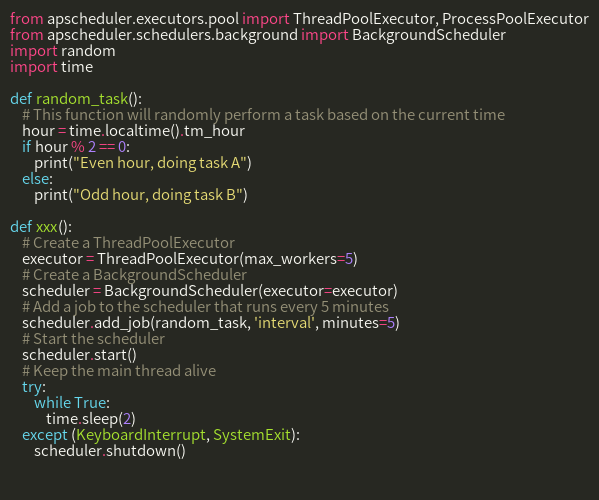 from apscheduler.executors.pool import ThreadPoolExecutor, ProcessPoolExecutor
from apscheduler.schedulers.background import BackgroundScheduler
import random
import time

def random_task():
    # This function will randomly perform a task based on the current time
    hour = time.localtime().tm_hour
    if hour % 2 == 0:
        print("Even hour, doing task A")
    else:
        print("Odd hour, doing task B")

def xxx():
    # Create a ThreadPoolExecutor
    executor = ThreadPoolExecutor(max_workers=5)
    # Create a BackgroundScheduler
    scheduler = BackgroundScheduler(executor=executor)
    # Add a job to the scheduler that runs every 5 minutes
    scheduler.add_job(random_task, 'interval', minutes=5)
    # Start the scheduler
    scheduler.start()
    # Keep the main thread alive
    try:
        while True:
            time.sleep(2)
    except (KeyboardInterrupt, SystemExit):
        scheduler.shutdown()